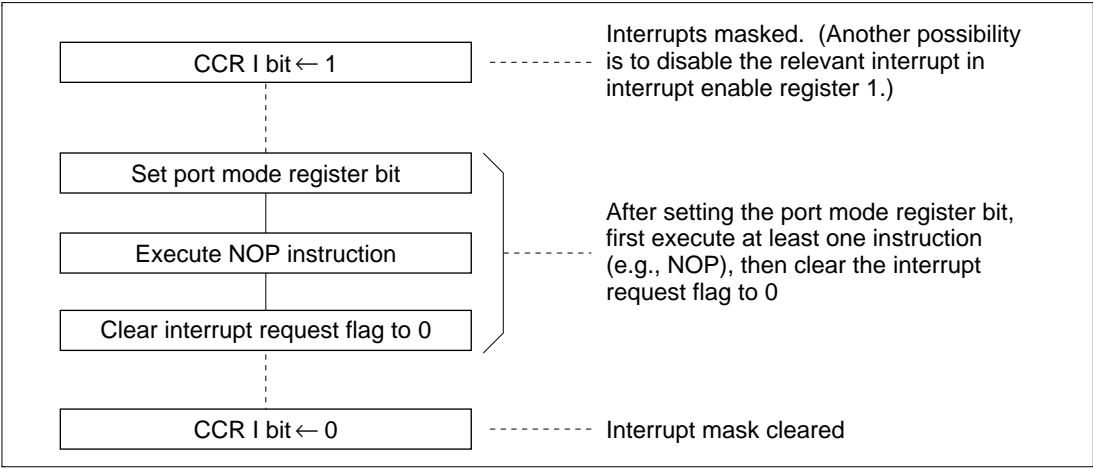 CCR I bit ← 1
Interrupts masked. (Another possibility
is to disable the relevant interrupt in
interrupt enable register 1.)
Set port mode register bit
Execute NOP instruction
Clear interrupt request flag to 0
After setting the port mode register bit,
first execute at least one instruction
(e.g., NOP), then clear the interrupt
request flag to 0
CCR I bit ← 0
Interrupt mask cleared